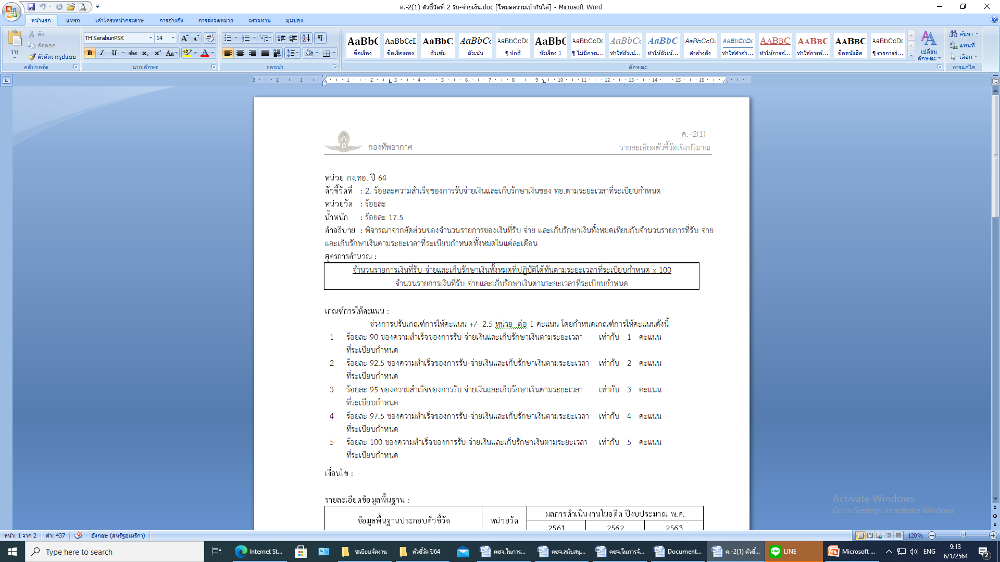 ค.-2(1) ตัวชี้วัดที่ 2 รับ-จ่ายเงิน.doc [โหมดความเข้ากันได้] - Microsoft Word
หน้าแรก แทรก เค้าโครงหน้ากระดาษ การอ้างอิง การส่งจดหมาย ตรวจทาน มุมมอง
วาง
ตัด
คัดลอก
ตัวคัดวางรูปแบบ
คลิปบอร์ด
TH SarabunPSK 14
แบบอักษร
ย่อหน้า
AaBbC AaBbCcI AaBbC AaBbCc AaBbCcDc AaBbC AaBbCcDc AaBbCc AaBbC AaBbCcDc AaBbCcDc AABBC AABBC AABBC AaBbCcDc
ชื่อเรื่อง ชื่อเรื่องรอง ตัวเข้ม ตัวเน้น ¶ ปกติ หัวเรื่อง 1 ¶ ไม่มีการเ... ทำให้ตัวเน้... ทำให้ตัวเน้... คำอ้างอิง ทำให้คำอ้า... ทำให้การอ้... ทำให้การอ้... ชื่อหนังสือ ¶ รายการย่...
ลักษณะ
เปลี่ยน
ลักษณะ
ค้นหา
แทนที่
เลือก
การแก้ไข
3 2 1 1 2 3 4 5 6 7 8 9 10 11 12 13 14 15 16
ค.-2(1)
กองทัพอากาศ รายละเอียดตัวชี้วัดเชิงปริมาณ
หน่วย กง.ทอ. ปี 64
ตัวชี้วัดที่ : 2. ร้อยละความสำเร็จของการรับจ่ายเงินและเก็บรักษาเงินของ ทอ.ตามระยะเวลาที่ระเบียบกำหนด
หน่วยวัด : ร้อยละ
น้ำหนัก : ร้อยละ 17.5
คำอธิบาย : พิจารณาจากสัดส่วนของจำนวนรายการของเงินที่รับ-จ่าย และเก็บรักษาเงินทั้งหมดเทียบกับจำนวนรายการที่รับ-จ่าย
และเก็บรักษาเงินตามระยะเวลาที่ระเบียบกำหนดทั้งหมดในแต่ละเดือน
สูตรการคำนวณ :
จำนวนรายการเงินที่รับ-จ่ายและเก็บรักษาเงินทั้งหมดที่ปฏิบัติได้ทันตามระยะเวลาที่ระเบียบกำหนด x 100
จำนวนรายการเงินที่รับ-จ่ายและเก็บรักษาเงินตามระยะเวลาที่ระเบียบกำหนด
เกณฑ์การให้คะแนน :
ช่วงการปรับเกณฑ์การให้คะแนน +/- 2.5 หน่วย ต่อ 1 คะแนน โดยกำหนดเกณฑ์การให้คะแนนดังนี้
1 ร้อยละ 90 ของความสำเร็จของการรับ-จ่ายเงินและเก็บรักษาเงินตามระยะเวลา เท่ากับ 1 คะแนน
ที่ระเบียบกำหนด
2 ร้อยละ 92.5 ของความสำเร็จของการรับ-จ่ายเงินและเก็บรักษาเงินตามระยะเวลา เท่ากับ 2 คะแนน
ที่ระเบียบกำหนด
3 ร้อยละ 95 ของความสำเร็จของการรับ-จ่ายเงินและเก็บรักษาเงินตามระยะเวลา เท่ากับ 3 คะแนน
ที่ระเบียบกำหนด
4 ร้อยละ 97.5 ของความสำเร็จของการรับ-จ่ายเงินและเก็บรักษาเงินตามระยะเวลา เท่ากับ 4 คะแนน
ที่ระเบียบกำหนด
5 ร้อยละ 100 ของความสำเร็จของการรับ-จ่ายเงินและเก็บรักษาเงินตามระยะเวลา เท่ากับ 5 คะแนน
ที่ระเบียบกำหนด
เงื่อนไข : -
รายละเอียดข้อมูลพื้นฐาน :
ข้อมูลพื้นฐานประกอบตัวชี้วัด หน่วยวัด ผลการดำเนินงานในอดีต ปีงบประมาณ พ.ศ.
2561 2562 2563
Activate Windows
Go to Settings to activate Windows.
หน้า: 1 จาก 2 คำ: 437 อังกฤษ (สหรัฐอเมริกา) 120%
Type here to search
Internet St... ระเบียบจัดงาน ตัวชี้วัด ปี64 คชจ.ในการ... คชจ.สนับสนุ... คชจ.ในการจั... Document... ค.-2(1) ตัวชี้... LINE Microsoft ...
ENG
9:13
6/1/2564
2